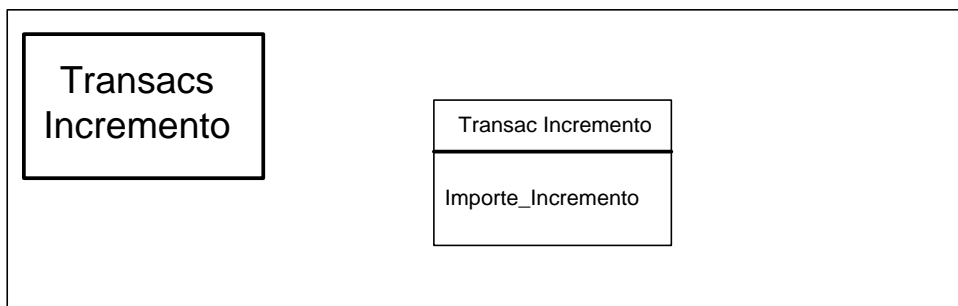 Transacs
Incremento
Transac Incremento
Importe_Incremento